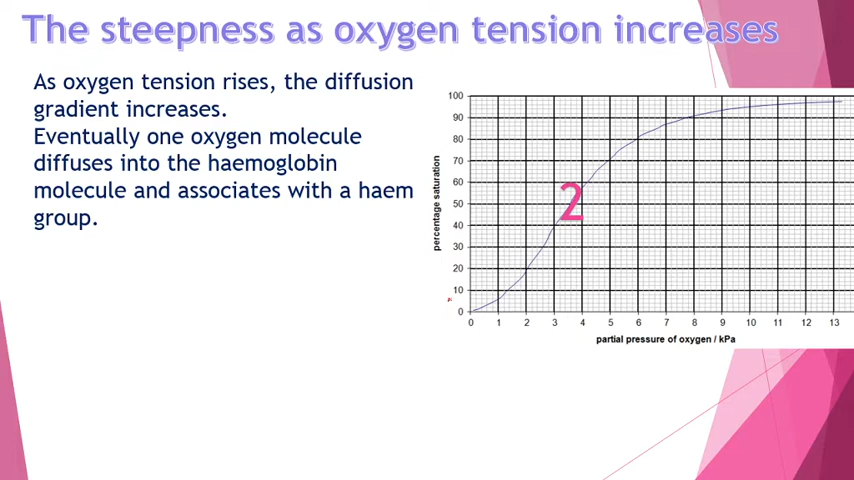 The steepness as oxygen tension increases
As oxygen tension rises, the diffusion
gradient increases.
Eventually one oxygen molecule
diffuses into the haemoglobin
molecule and associates with a haem
group.
100
90
80
70
60
50
40
30
20
10
0
percentage saturation
2
0 1 2 3 4 5 6 7 8 9 10 11 12 13
partial pressure of oxygen / kPa